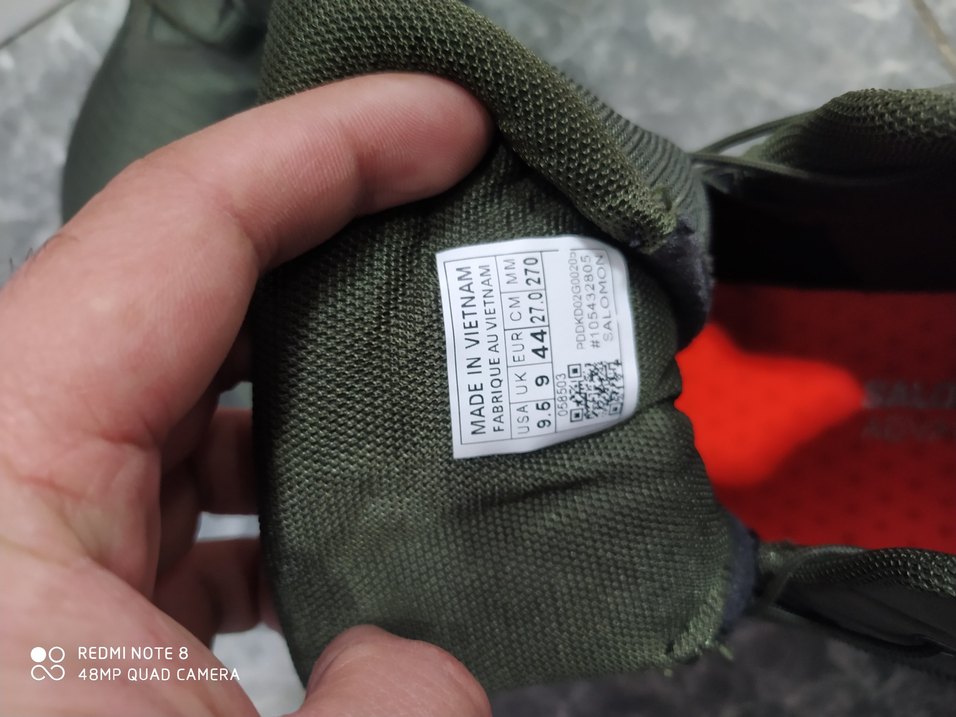 MADE IN VIETNAM
FABRIQUE AU VIETNAM
USA UK EUR CM MM
9.5 9 44 27.0 270
058503
#105432805
SALOMON
REDMI NOTE 8
48MP QUAD CAMERA